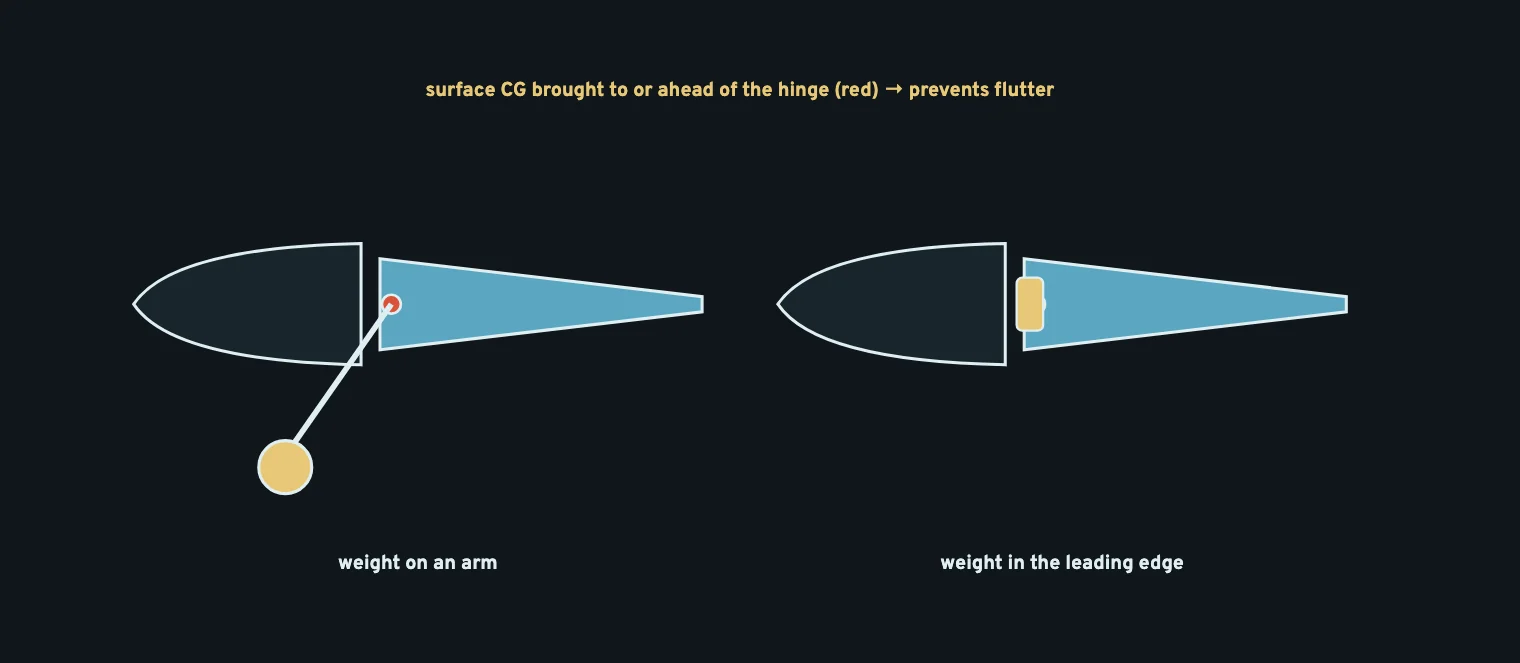 surface CG brought to or ahead of the hinge (red) → prevents flutter
weight on an arm
weight in the leading edge